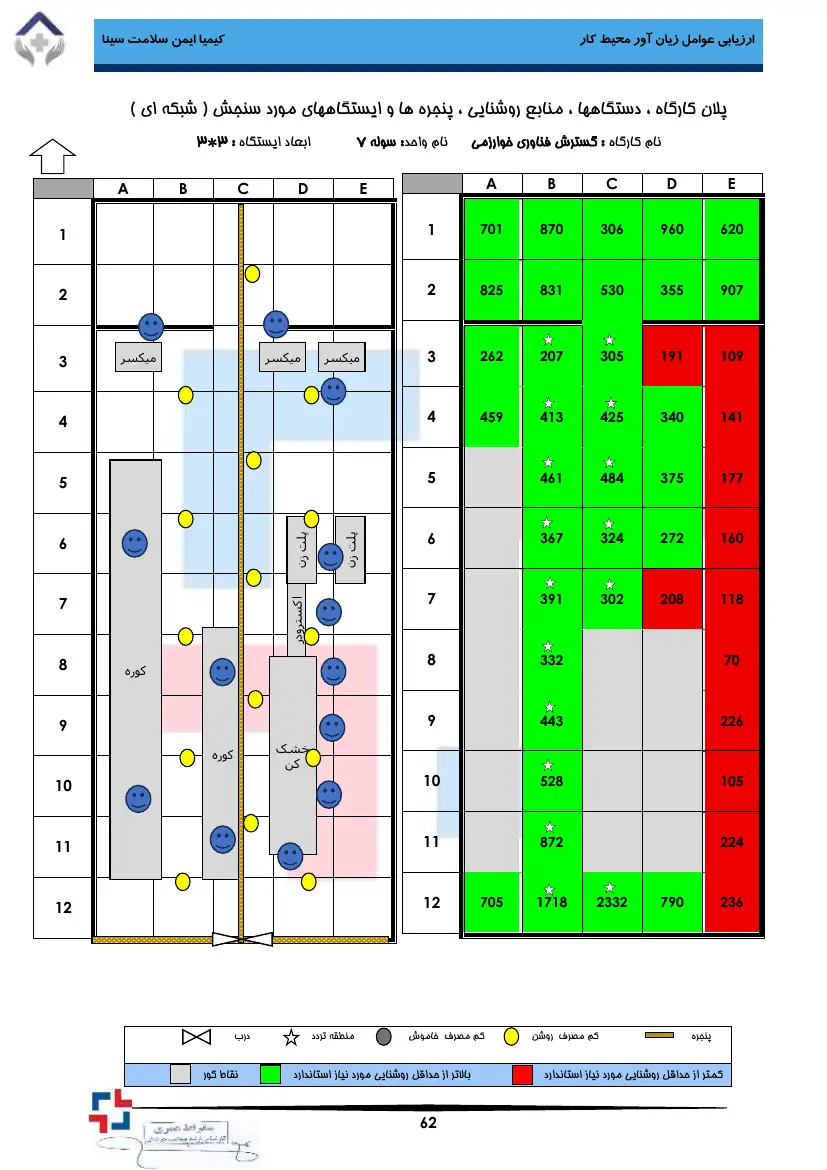 ارزیابی عوامل زیان آور محیط کار
کیمیا ایمن سلامت سینا
پلان کارگاه ، دستگاهها ، منابع روشنایی ، پنجره ها و ایستگاههای مورد سنجش ( شبکه ای )
نام کارگاه : گسترش فناوری خوارزمی نام واحد: سوله ۷ ابعاد ایستگاه : ۳*۳
A B C D E
1
2
3
4
5
6
7
8
9
10
11
12
میکسر میکسر میکسر
پلت زن پلت زن
اکسترودر
کوره
کوره
خشک کن
A B C D E
1 701 870 306 960 620
2 825 831 530 355 907
3 262 207 305 191 109
4 459 413 425 340 141
5 461 484 375 177
6 367 324 272 160
7 391 302 208 118
8 332 70
9 443 226
10 528 105
11 872 224
12 705 1718 2332 790 236
پنجره کم مصرف روشن کم مصرف خاموش منطقه تردد درب
کمتر از حداقل روشنایی مورد نیاز استاندارد بالاتر از حداقل روشنایی مورد نیاز استاندارد نقاط کور
62